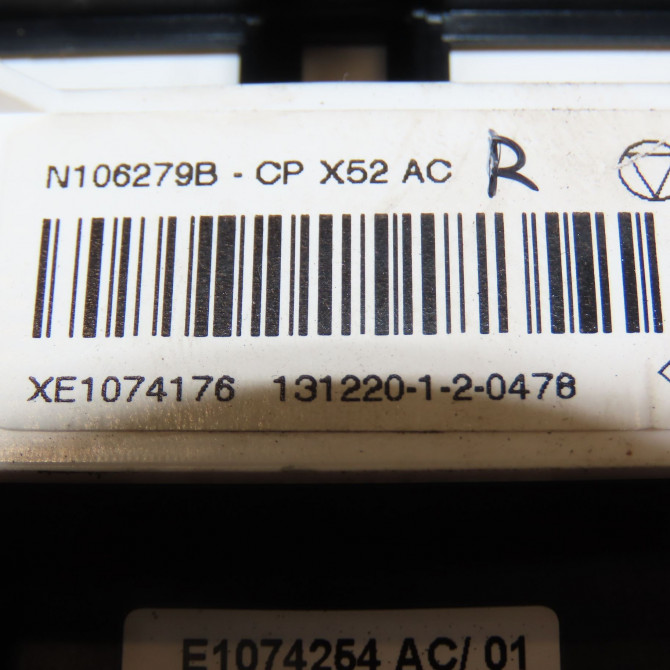 N106279B - CP X52 AC R
XE1074176 131220-1-2-0478
E1074254 AC/ 01